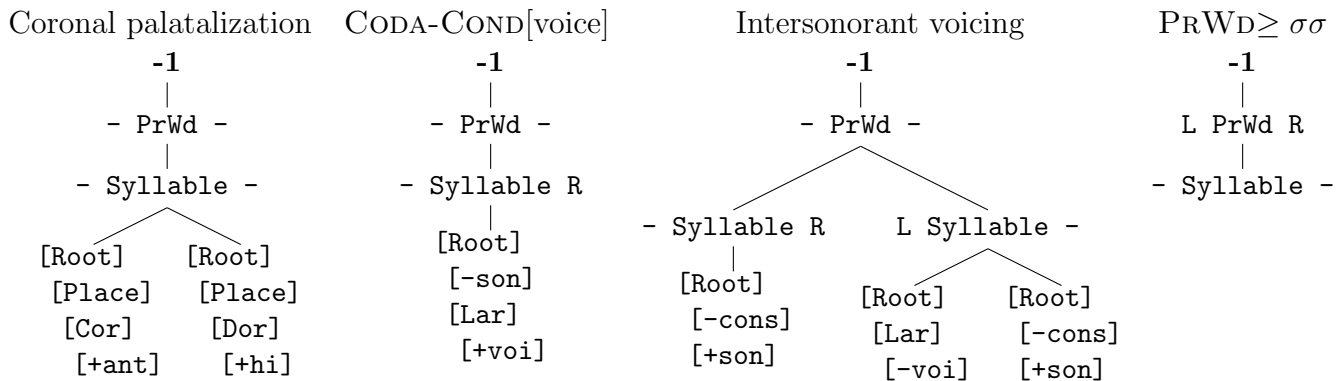 Coronal palatalization CODA-COND[voice] Intersonorant voicing PRWD≥ σσ
-1 -1 -1 -1
- PrWd - - PrWd - - PrWd - L PrWd R
- Syllable - - Syllable R - Syllable -
- Syllable R L Syllable -
[Root] [Root] [Root]
[Place] [Place] [-son] [Root] [Root] [Root]
[Cor] [Dor] [Lar] [-cons] [Lar] [-cons]
[+ant] [+hi] [+voi] [+son] [-voi] [+son]